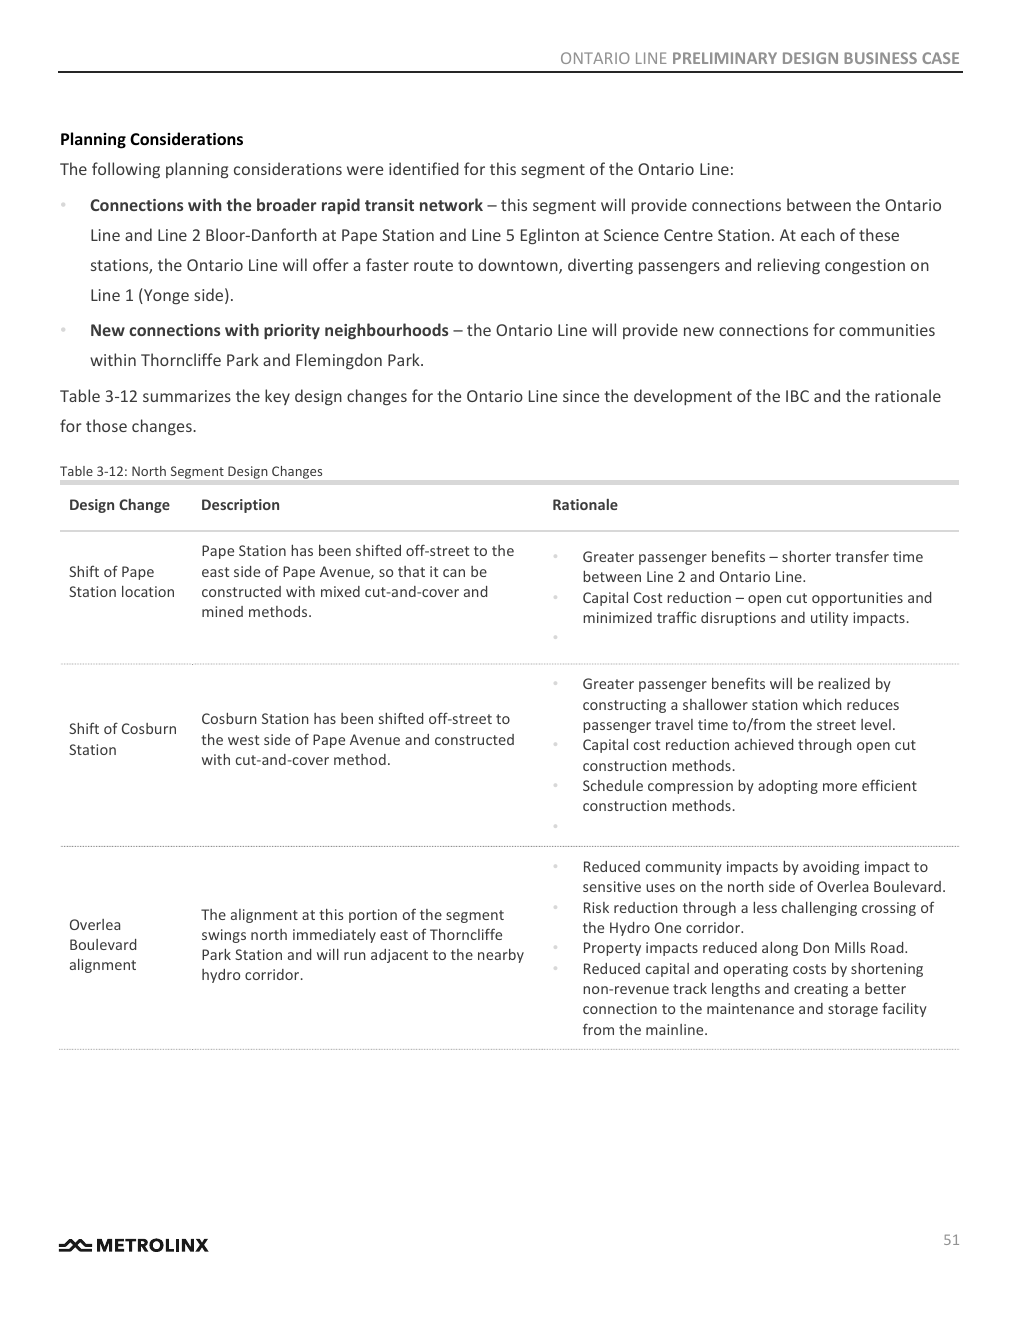 ONTARIO LINE PRELIMINARY DESIGN BUSINESS CASE
Planning Considerations
The following planning considerations were identified for this segment of the Ontario Line:
• Connections with the broader rapid transit network – this segment will provide connections between the Ontario
Line and Line 2 Bloor-Danforth at Pape Station and Line 5 Eglinton at Science Centre Station. At each of these
stations, the Ontario Line will offer a faster route to downtown, diverting passengers and relieving congestion on
Line 1 (Yonge side).
• New connections with priority neighbourhoods – the Ontario Line will provide new connections for communities
within Thorncliffe Park and Flemingdon Park.
Table 3-12 summarizes the key design changes for the Ontario Line since the development of the IBC and the rationale
for those changes.
Table 3-12: North Segment Design Changes
Design Change Description Rationale
Shift of Pape
Station location
Pape Station has been shifted off-street to the
east side of Pape Avenue, so that it can be
constructed with mixed cut-and-cover and
mined methods.
• Greater passenger benefits – shorter transfer time
between Line 2 and Ontario Line.
• Capital Cost reduction – open cut opportunities and
minimized traffic disruptions and utility impacts.
•
Shift of Cosburn
Station
Cosburn Station has been shifted off-street to
the west side of Pape Avenue and constructed
with cut-and-cover method.
• Greater passenger benefits will be realized by
constructing a shallower station which reduces
passenger travel time to/from the street level.
• Capital cost reduction achieved through open cut
construction methods.
• Schedule compression by adopting more efficient
construction methods.
•
Overlea
Boulevard
alignment
The alignment at this portion of the segment
swings north immediately east of Thorncliffe
Park Station and will run adjacent to the nearby
hydro corridor.
• Reduced community impacts by avoiding impact to
sensitive uses on the north side of Overlea Boulevard.
• Risk reduction through a less challenging crossing of
the Hydro One corridor.
• Property impacts reduced along Don Mills Road.
• Reduced capital and operating costs by shortening
non-revenue track lengths and creating a better
connection to the maintenance and storage facility
from the mainline.
METROLINX
51